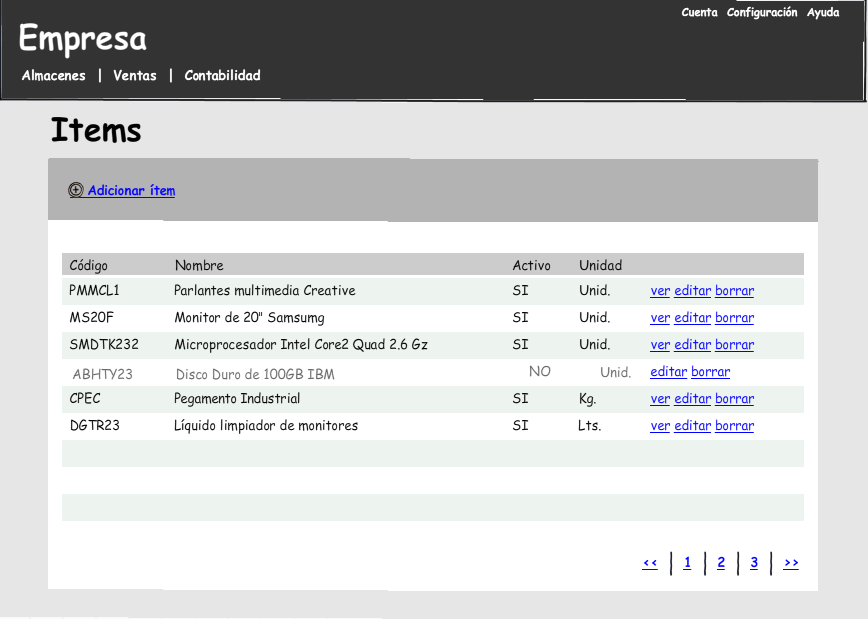 Cuenta Configuración Ayuda
Empresa
Almacenes | Ventas | Contabilidad
Items
Adicionar ítem
Código Nombre Activo Unidad
PMMCL1 Parlantes multimedia Creative SI Unid. ver editar borrar
MS20F Monitor de 20" Samsumg SI Unid. ver editar borrar
SMDTK232 Microprocesador Intel Core2 Quad 2.6 Gz SI Unid. ver editar borrar
ABHTY23 Disco Duro de 100GB IBM NO Unid. editar borrar
CPEC Pegamento Industrial SI Kg. ver editar borrar
DGTR23 Líquido limpiador de monitores SI Lts. ver editar borrar
<< | 1 | 2 | 3 | >>